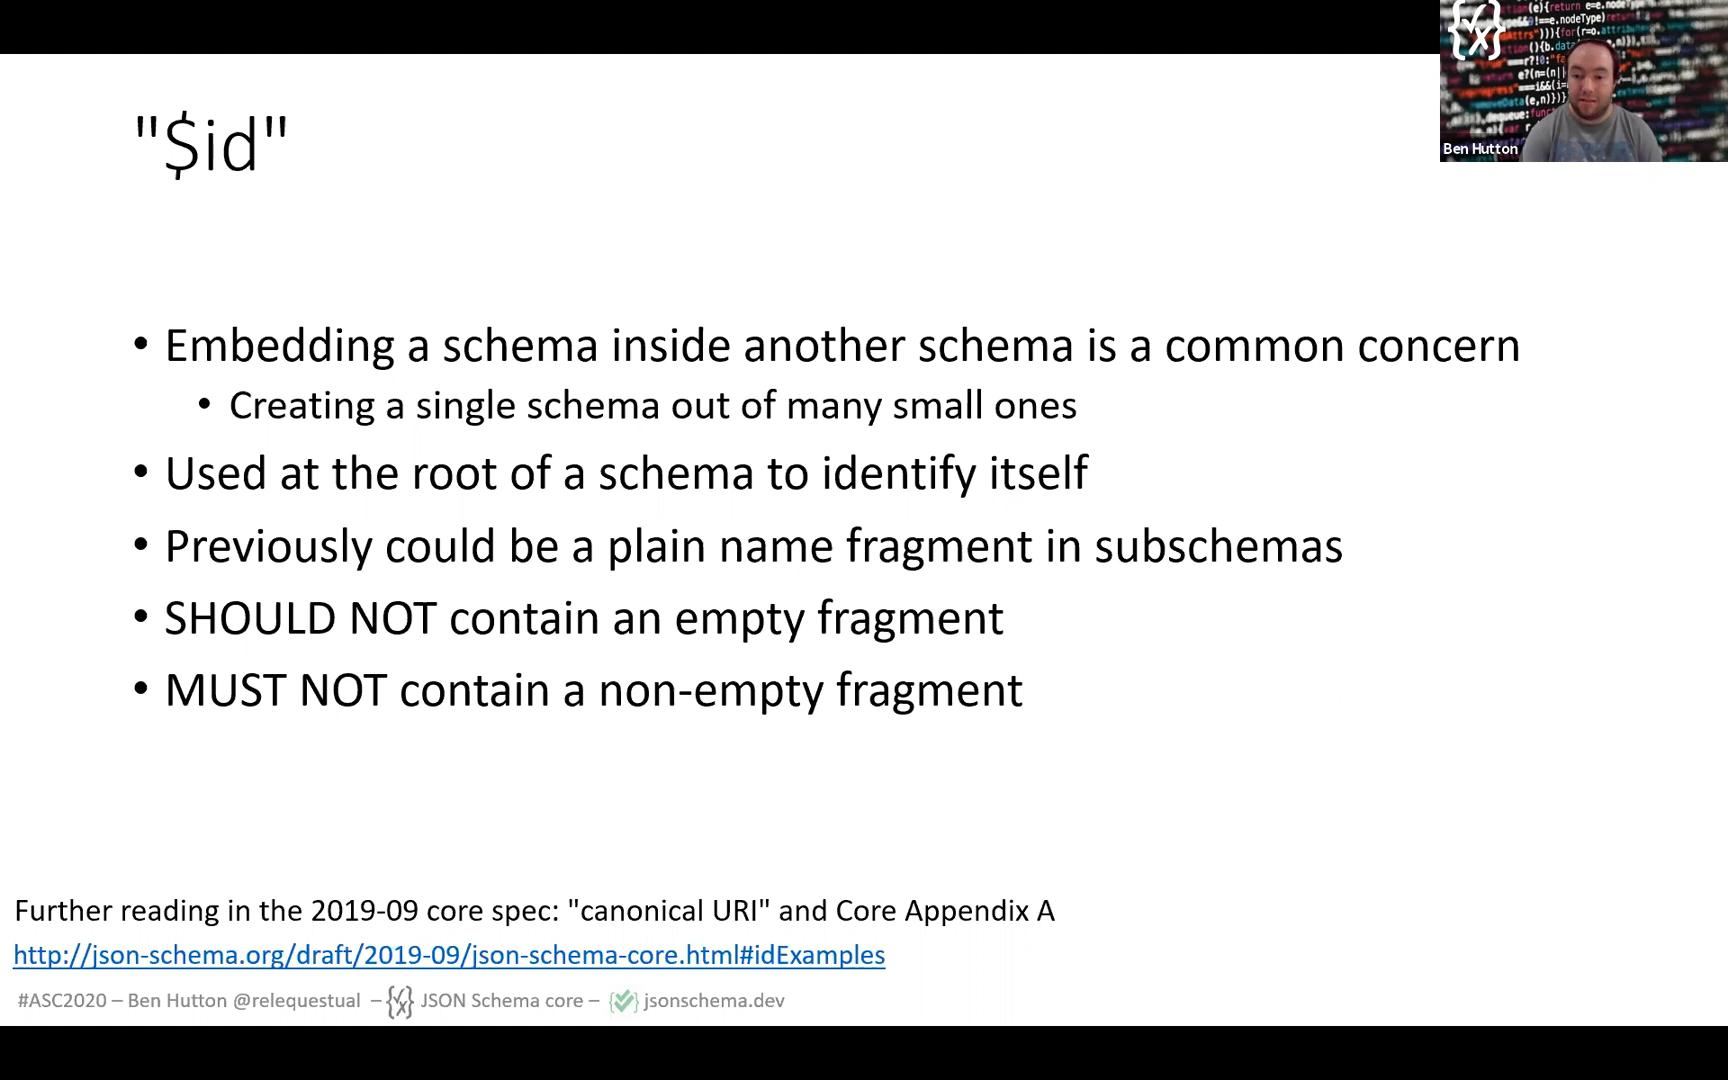 "$id"
• Embedding a schema inside another schema is a common concern
• Creating a single schema out of many small ones
• Used at the root of a schema to identify itself
• Previously could be a plain name fragment in subschemas
• SHOULD NOT contain an empty fragment
• MUST NOT contain a non-empty fragment
Further reading in the 2019-09 core spec: "canonical URI" and Core Appendix A
http://json-schema.org/draft/2019-09/json-schema-core.html#idExamples
#ASC2020 – Ben Hutton @relequestual – JSON Schema core – jsonschema.dev
Ben Hutton